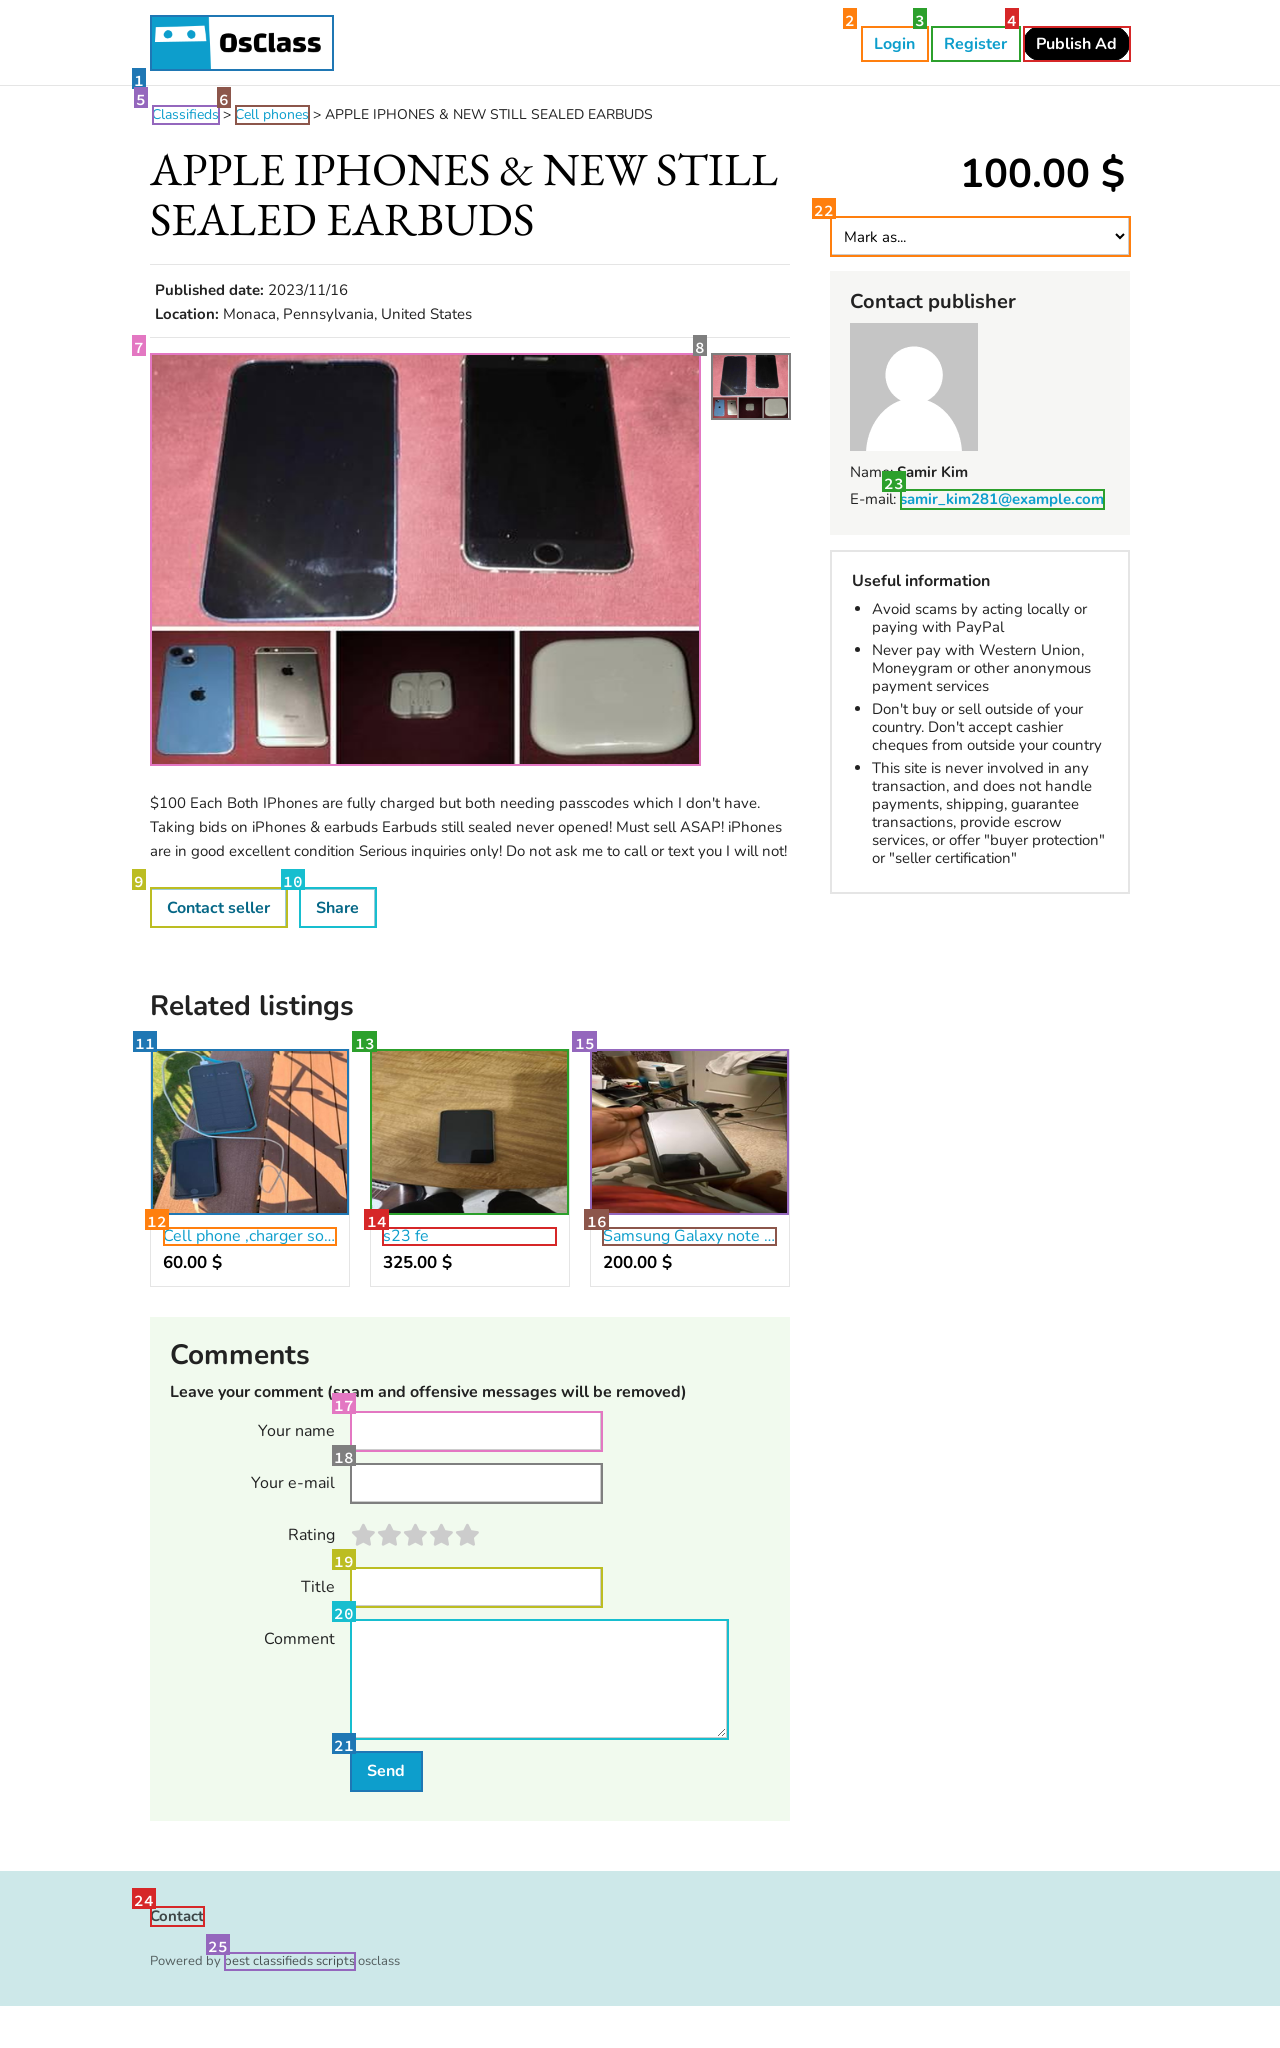 OsClass
1
2
Login
3
Register
4
Publish Ad
5
Classifieds >
6
Cell phones > APPLE IPHONES & NEW STILL SEALED EARBUDS
APPLE IPHONES & NEW STILL
SEALED EARBUDS
Published date: 2023/11/16
Location: Monaca, Pennsylvania, United States
7
8
$100 Each Both IPhones are fully charged but both needing passcodes which I don't have.
Taking bids on iPhones & earbuds Earbuds still sealed never opened! Must sell ASAP! iPhones
are in good excellent condition Serious inquiries only! Do not ask me to call or text you I will not!
9
Contact seller
10
Share
100.00 $
22
Mark as...
Contact publisher
Name: Samir Kim
23
E-mail: samir_kim281@example.com
Useful information
• Avoid scams by acting locally or
paying with PayPal
• Never pay with Western Union,
Moneygram or other anonymous
payment services
• Don't buy or sell outside of your
country. Don't accept cashier
cheques from outside your country
• This site is never involved in any
transaction, and does not handle
payments, shipping, guarantee
transactions, provide escrow
services, or offer "buyer protection"
or "seller certification"
Related listings
11
12
Cell phone ,charger so...
60.00 $
13
14
s23 fe
325.00 $
15
16
Samsung Galaxy note ...
200.00 $
Comments
Leave your comment (spam and offensive messages will be removed)
17
Your name
18
Your e-mail
Rating
19
Title
20
Comment
21
Send
24
Contact
25
Powered by best classifieds scripts osclass